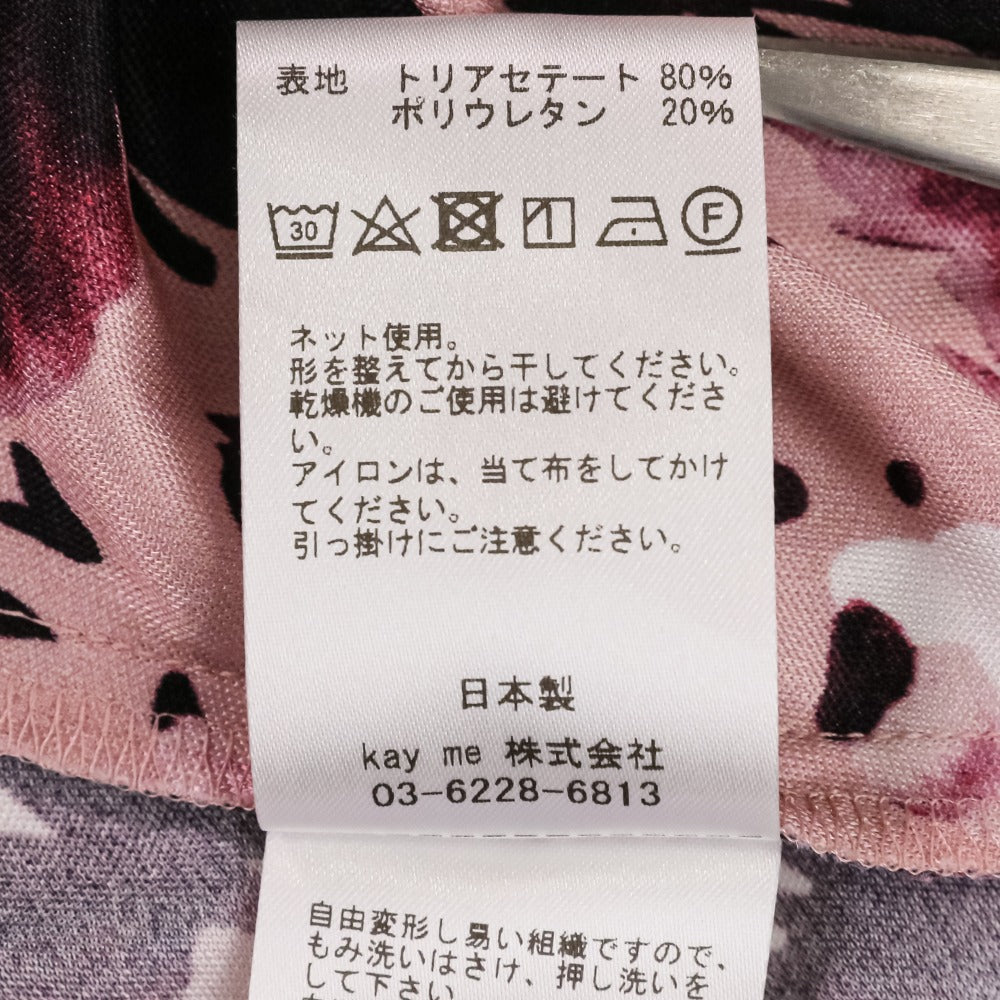 表地 トリアセテート 80%
ポリウレタン 20%
30 F
ネット使用。
形を整えてから干してください。
乾燥機のご使用は避けてくださ
い。
アイロンは、当て布をしてかけ
てください。
引っ掛けにご注意ください。
日本製
kay me 株式会社
03-6228-6813
自由変形し易い組織ですので、
もみ洗いはさけ、押し洗いを
して下さい